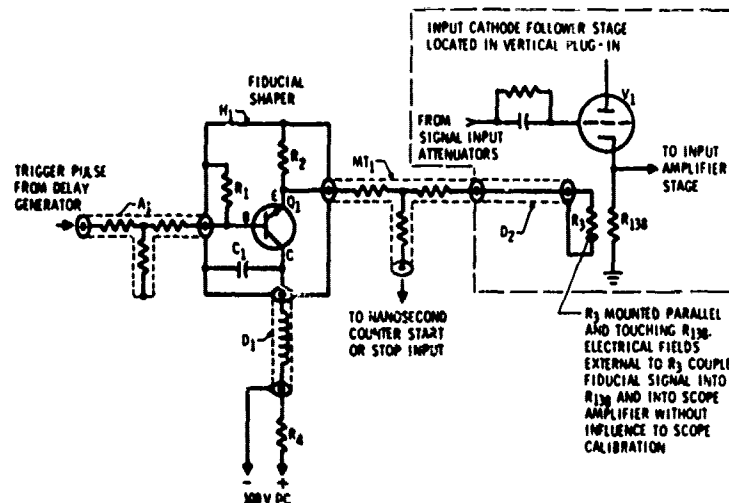 INPUT CATHODE FOLLOWER STAGE
LOCATED IN VERTICAL PLUG-IN
FIDUCIAL
SHAPER
H1
V1
FROM
SIGNAL INPUT
ATTENUATORS
TO INPUT
AMPLIFIER
STAGE
TRIGGER PULSE
FROM DELAY
GENERATOR
A1
R1
R2
E
Q1
B
C
C1
MT1
D2
R3
R138
D1
TO NANOSECOND
COUNTER START
OR STOP INPUT
R3 MOUNTED PARALLEL
AND TOUCHING R138.
ELECTRICAL FIELDS
EXTERNAL TO R3 COUPLE
FIDUCIAL SIGNAL INTO
R138 AND INTO SCOPE
AMPLIFIER WITHOUT
INFLUENCE TO SCOPE
CALIBRATION
R4
- +
V DC